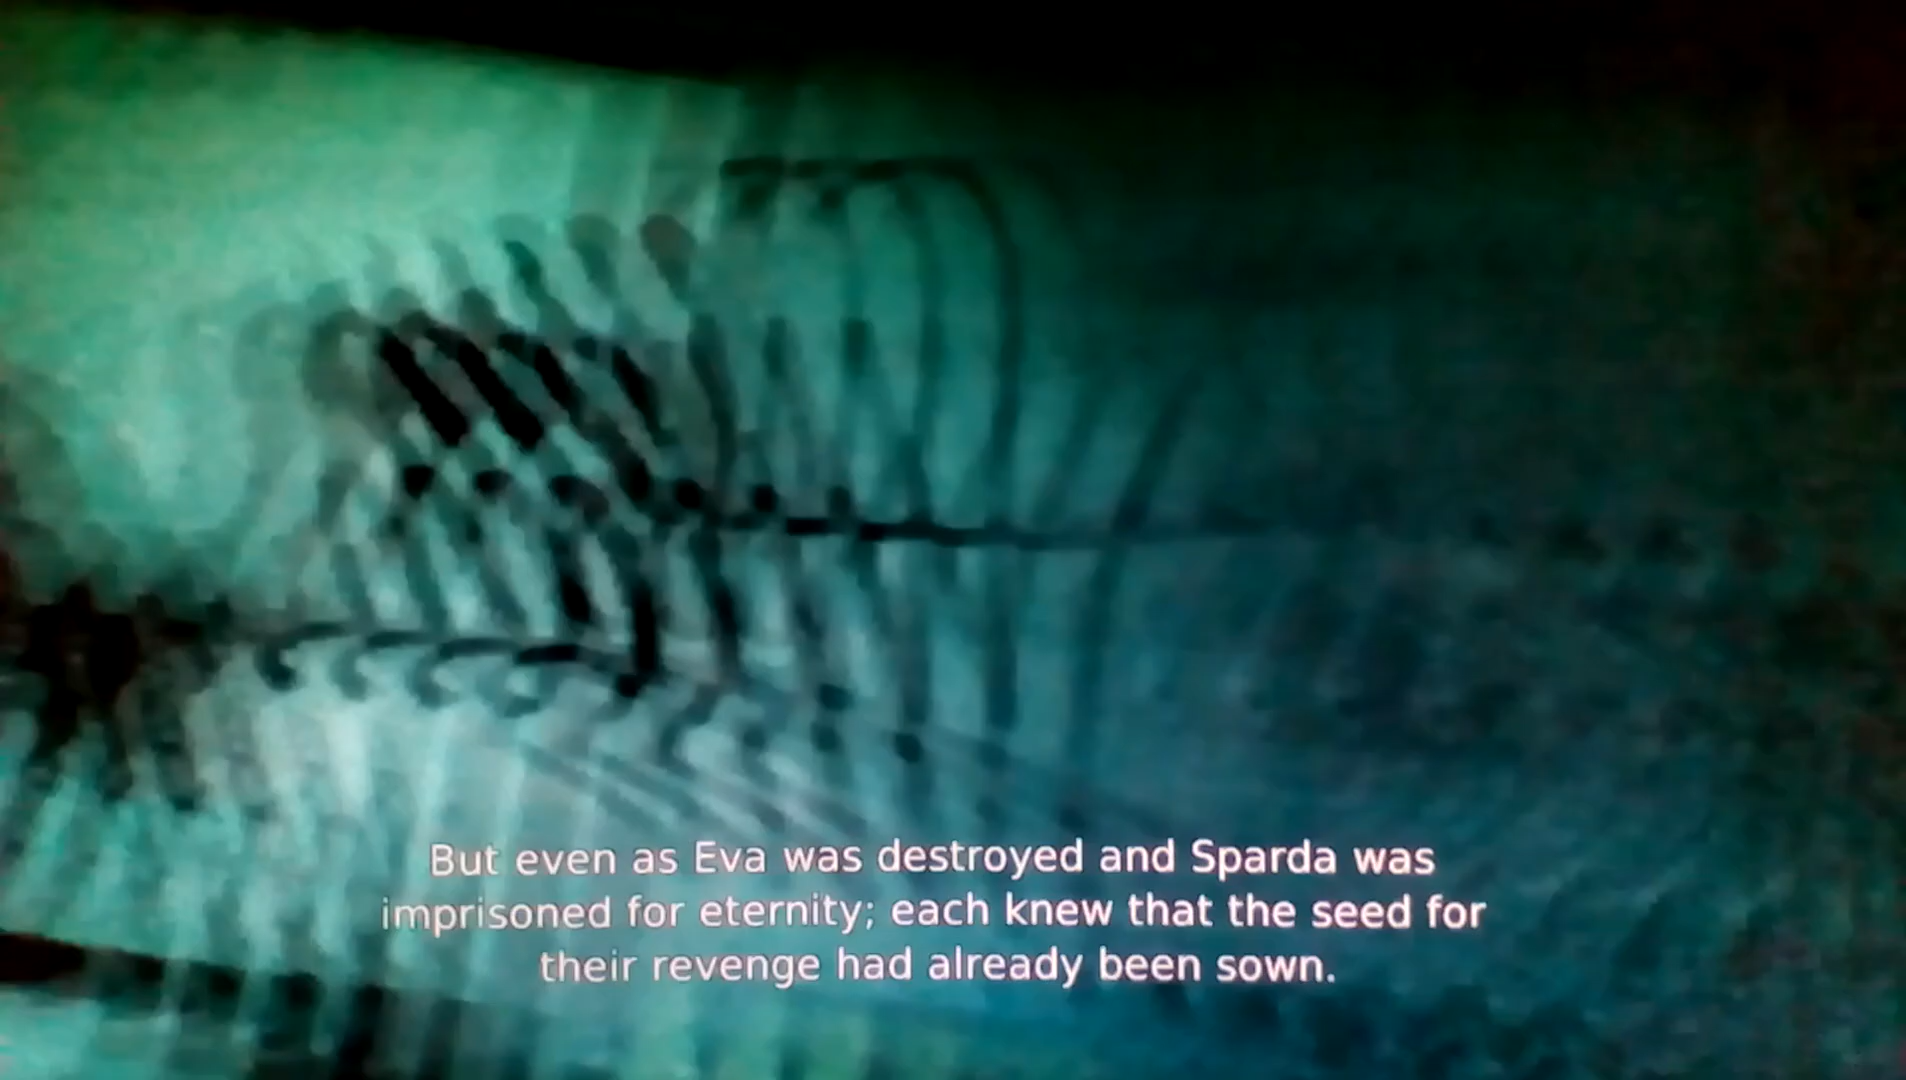 But even as Eva was destroyed and Sparda was
imprisoned for eternity; each knew that the seed for
their revenge had already been sown.